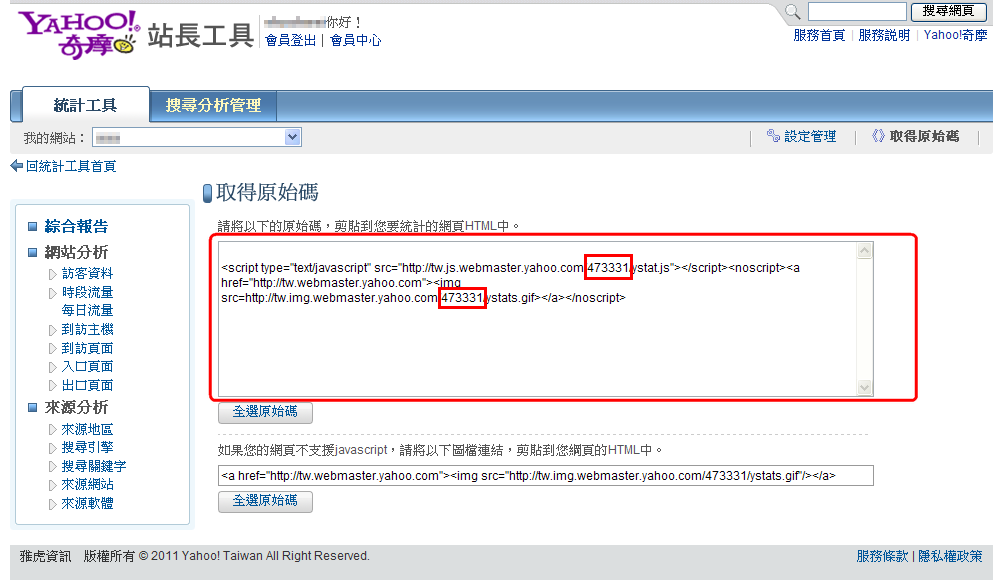 YAHOO!
奇摩
站長工具
你好！
會員登出 | 會員中心
搜尋網頁
服務首頁 | 服務說明 | Yahoo!奇摩
統計工具
搜尋分析管理
我的網站：
設定管理
取得原始碼
回統計工具首頁
取得原始碼
請將以下的原始碼，剪貼到您要統計的網頁HTML中。
<script type="text/javascript" src="http://tw.js.webmaster.yahoo.com/473331/ystat.js"></script><noscript><a
href="http://tw.webmaster.yahoo.com"><img
src=http://tw.img.webmaster.yahoo.com/473331/ystats.gif></a></noscript>
全選原始碼
如果您的網頁不支援javascript，請將以下圖檔連結，剪貼到您網頁的HTML中。
<a href="http://tw.webmaster.yahoo.com"><img src="http://tw.img.webmaster.yahoo.com/473331/ystats.gif"/></a>
全選原始碼
綜合報告
網站分析
訪客資料
時段流量
每日流量
到訪主機
到訪頁面
入口頁面
出口頁面
來源分析
來源地區
搜尋引擎
搜尋關鍵字
來源網站
來源軟體
雅虎資訊 版權所有 © 2011 Yahoo! Taiwan All Right Reserved.
服務條款 | 隱私權政策